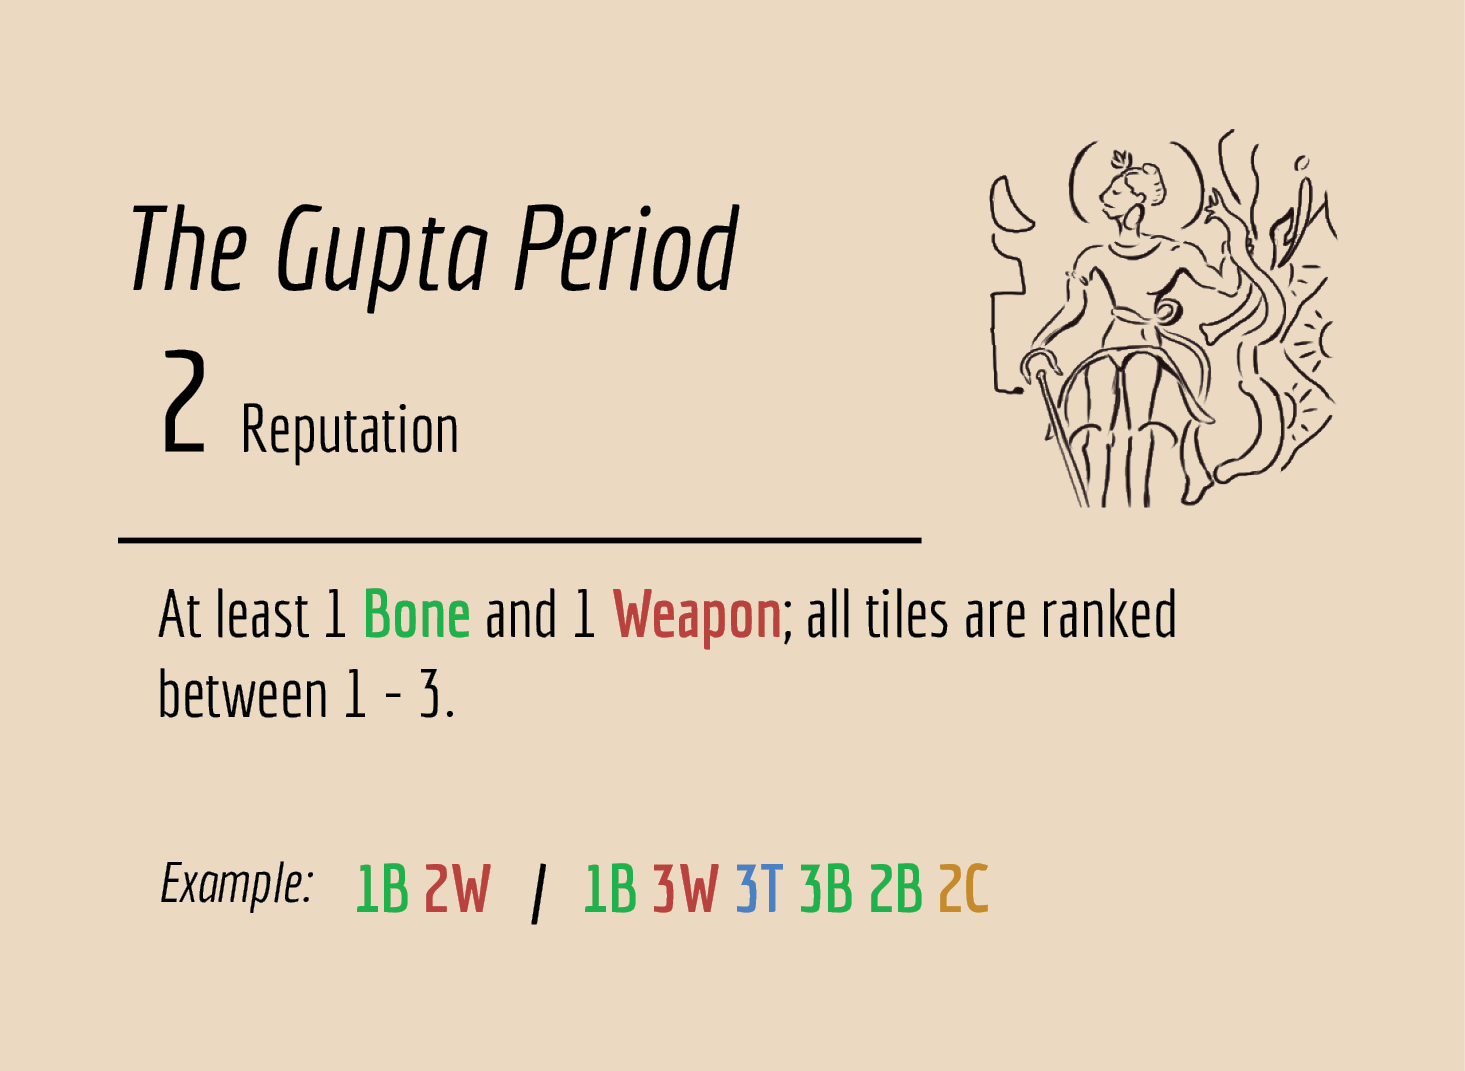 The Gupta Period
2 Reputation
At least 1 Bone and 1 Weapon; all tiles are ranked
between 1 - 3.
Example: 1B 2W / 1B 3W 3T 3B 2B 2C